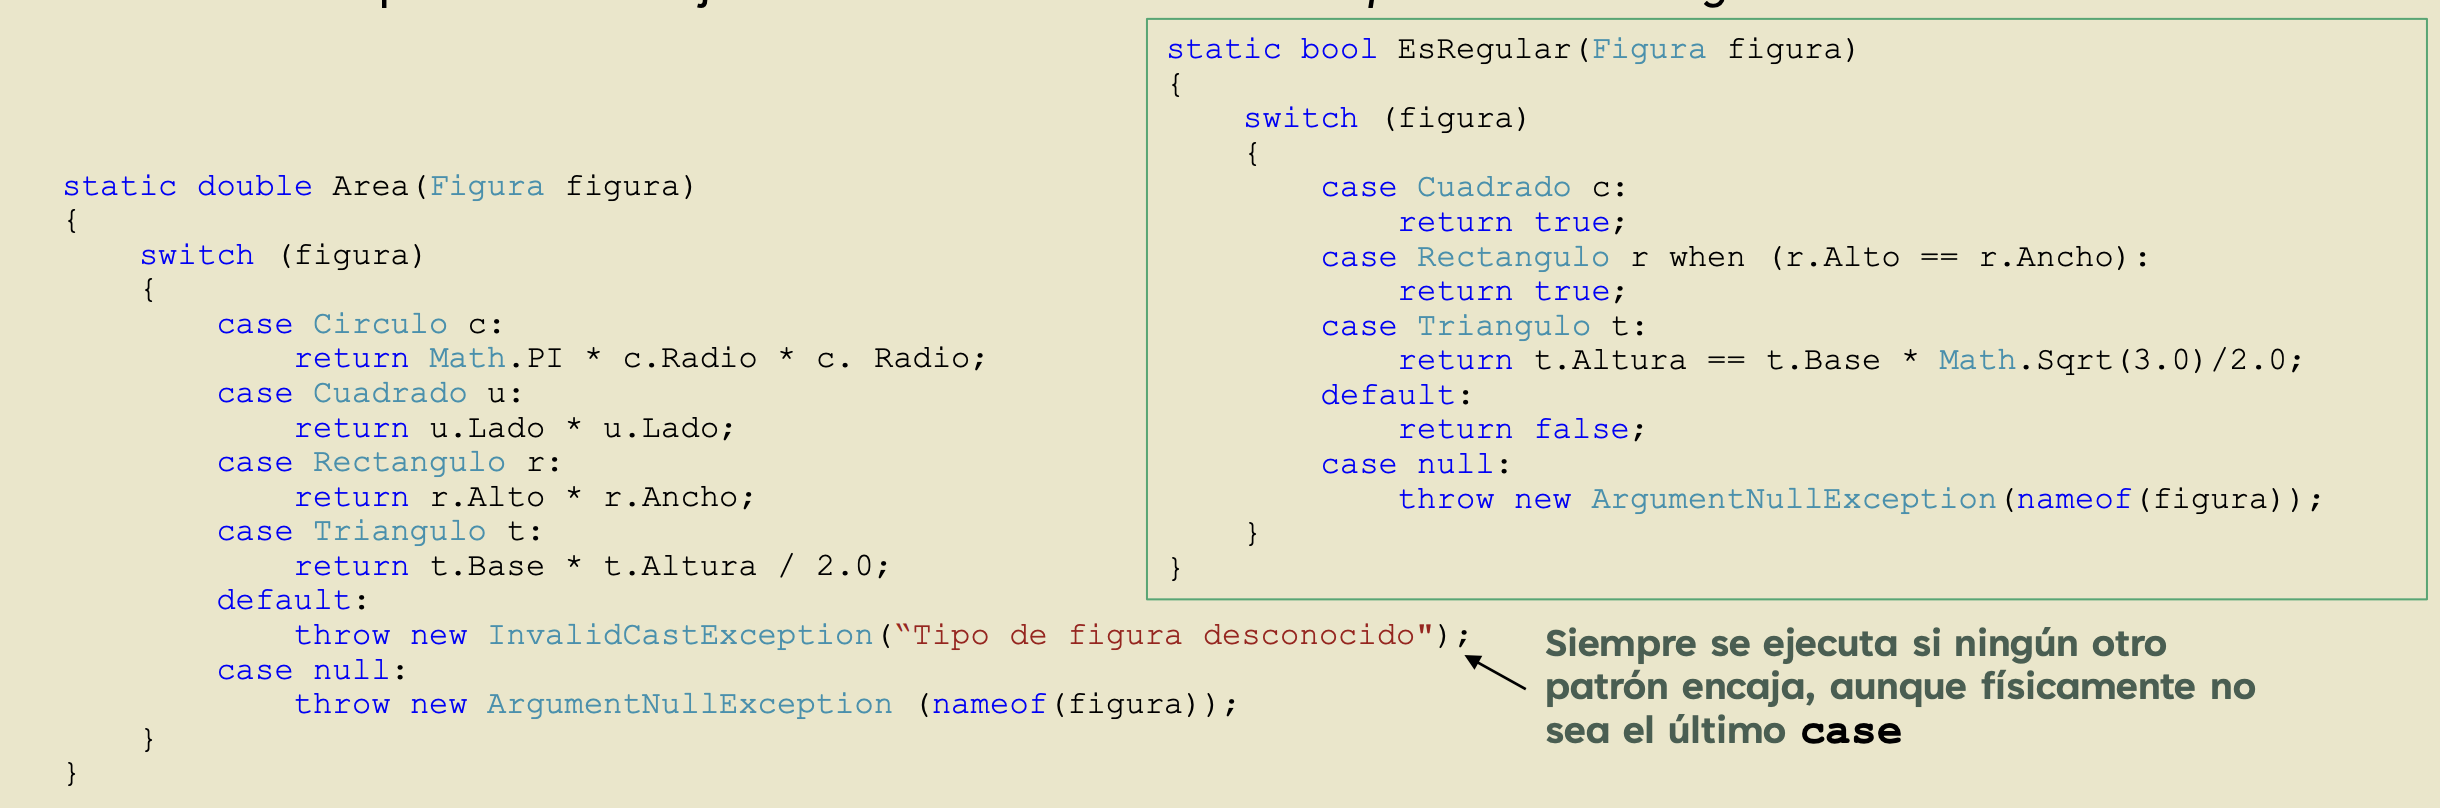 static double Area(Figura figura)
{
    switch (figura)
    {
        case Circulo c:
            return Math.PI * c.Radio * c. Radio;
        case Cuadrado u:
            return u.Lado * u.Lado;
        case Rectangulo r:
            return r.Alto * r.Ancho;
        case Triangulo t:
            return t.Base * t.Altura / 2.0;
        default:
            throw new InvalidCastException(“Tipo de figura desconocido");
        case null:
            throw new ArgumentNullException (nameof(figura));
    }
}
static bool EsRegular(Figura figura)
{
    switch (figura)
    {
        case Cuadrado c:
            return true;
        case Rectangulo r when (r.Alto == r.Ancho):
            return true;
        case Triangulo t:
            return t.Altura == t.Base * Math.Sqrt(3.0)/2.0;
        default:
            return false;
        case null:
            throw new ArgumentNullException(nameof(figura));
    }
}
Siempre se ejecuta si ningún otro
patrón encaja, aunque físicamente no
sea el último case